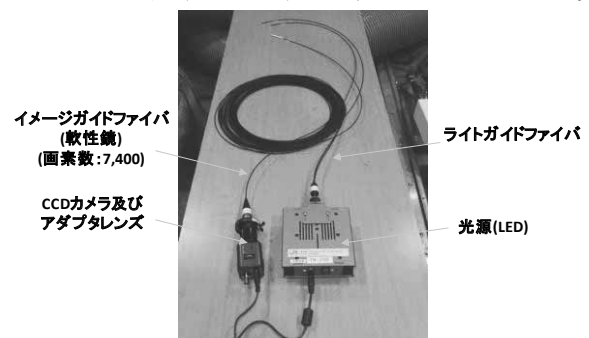 イメージガイドファイバ
(軟性鏡)
(画素数:7,400)
CCDカメラ及び
アダプタレンズ
ライトガイドファイバ
光源(LED)